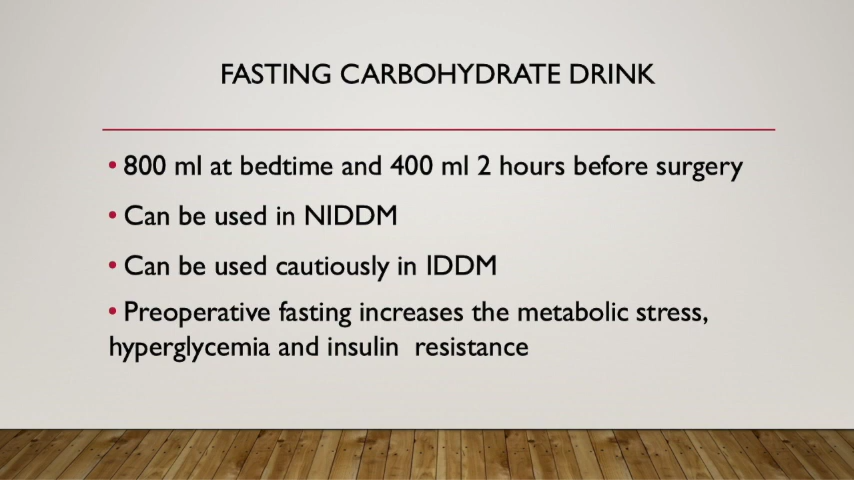 FASTING CARBOHYDRATE DRINK
• 800 ml at bedtime and 400 ml 2 hours before surgery
• Can be used in NIDDM
• Can be used cautiously in IDDM
• Preoperative fasting increases the metabolic stress,
hyperglycemia and insulin resistance